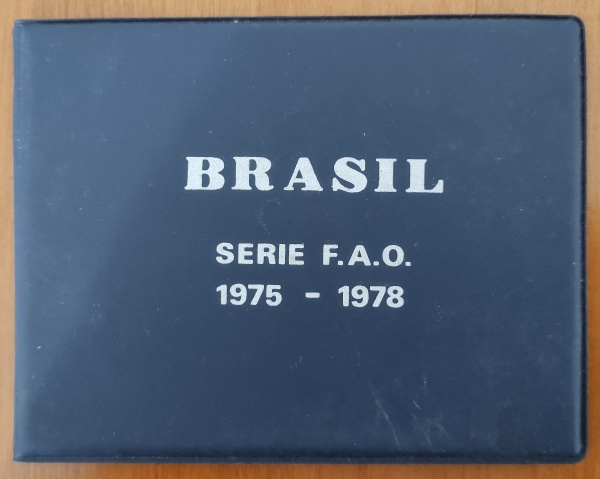 BRASIL
SERIE F.A.O.
1975 - 1978